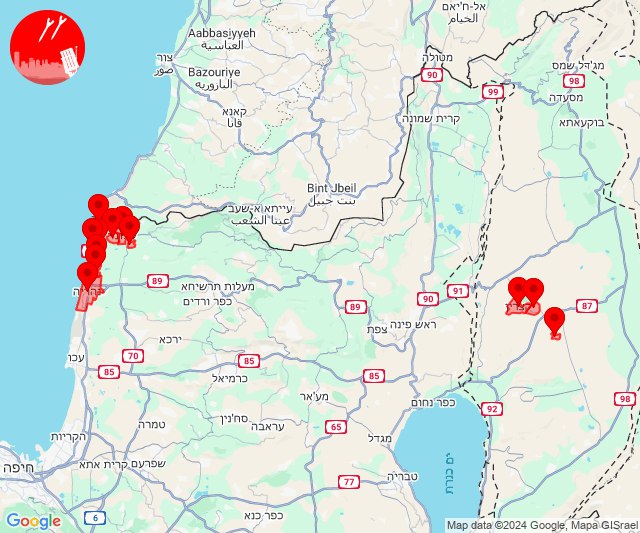 אל-ח'יאם
الخيام
Aabbasiyyeh
العباسية
צור
صور
מטולה
90
מג'דל שמס
98
Bazouriye
البازورية
99
מסעדה
קאנא
قانا
קרית שמונה
בוקעאתא
Bint Jbeil
بنت جبيل
עייתא א-שעב
عيتا الشعب
89
מעלות תרשיחא
91
90
כפר ורדים
89
87
ראש פינה
צפת
ירכא
עכו
70
85
85
85
כרמיאל
98
כפר נחום
92
מע'אר
סח'נין
טמרה
עראבה
65
הקריות
מגדל
ים כנרת
שפרעם
קרית אתא
חיפה
77
טבריה
6
כפר כנא
Google
Map data ©2024 Google, Mapa GISrael